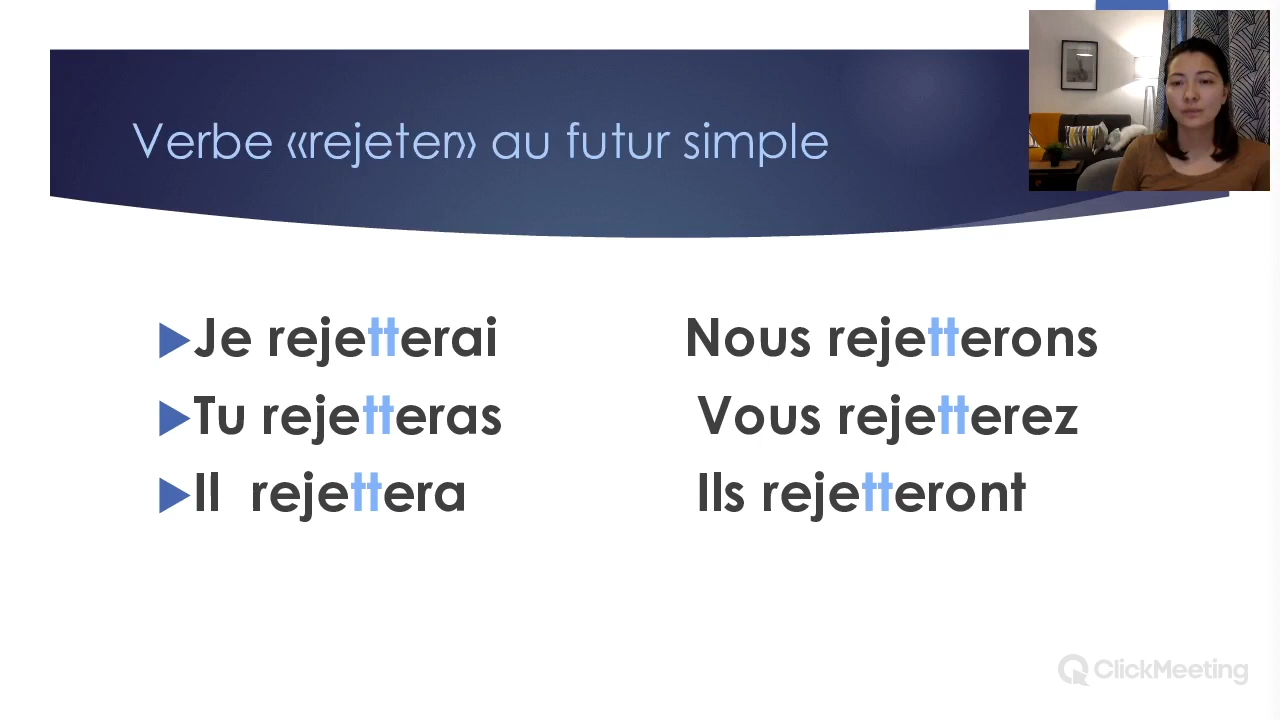 Verbe «rejeter» au futur simple
Je rejetterai Nous rejetterons
Tu rejetteras Vous rejetterez
Il rejettera Ils rejetteront
ClickMeeting